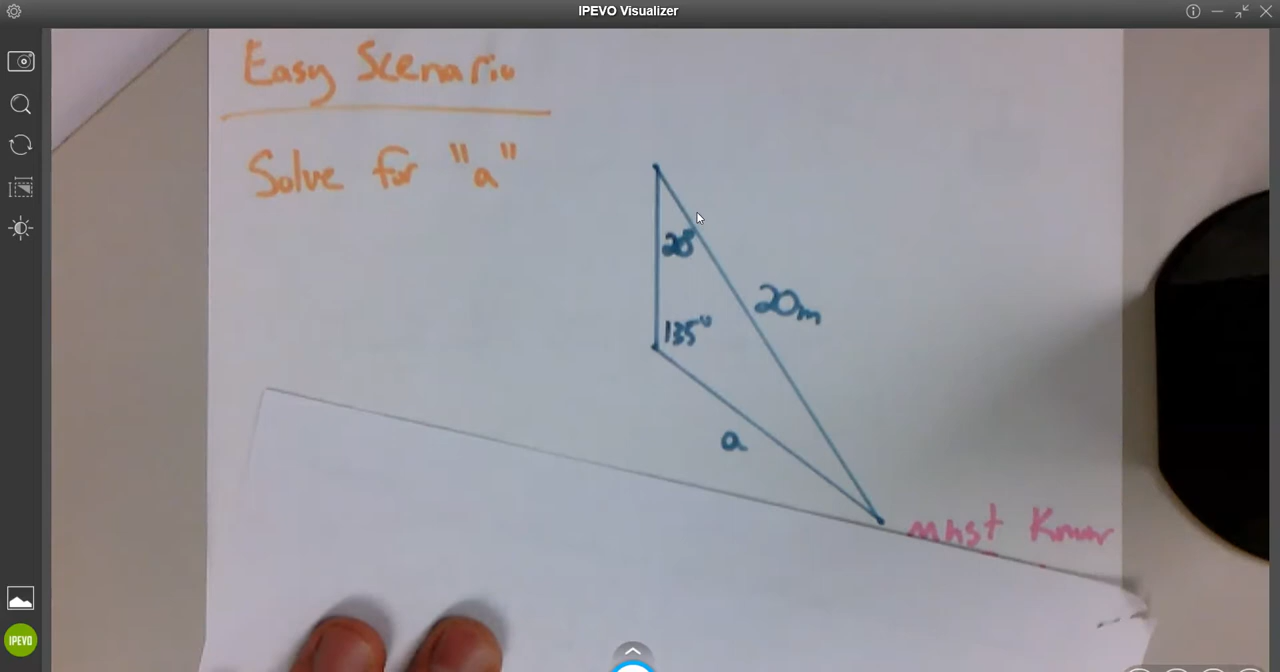 IPEVO Visualizer
Easy Scenario
Solve for "a"
28°
20m
135°
a
must Know
IPEVO